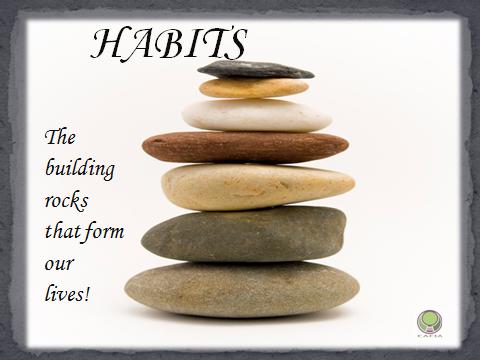 HABITS
The
building
rocks
that form
our
lives!